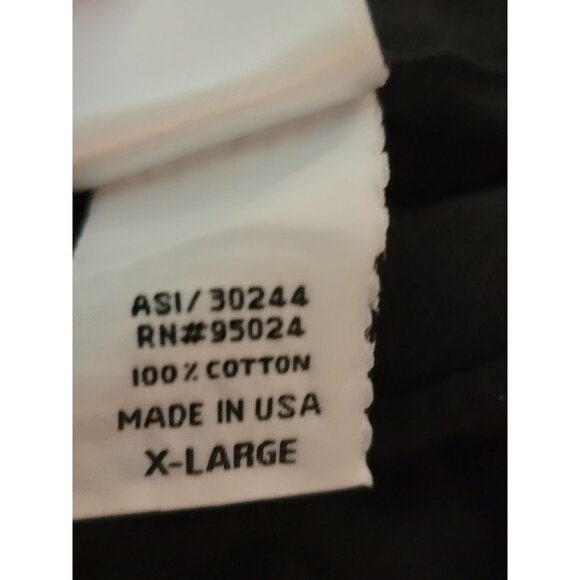 ASI/30244
RN#95024
100% COTTON
MADE IN USA
X-LARGE